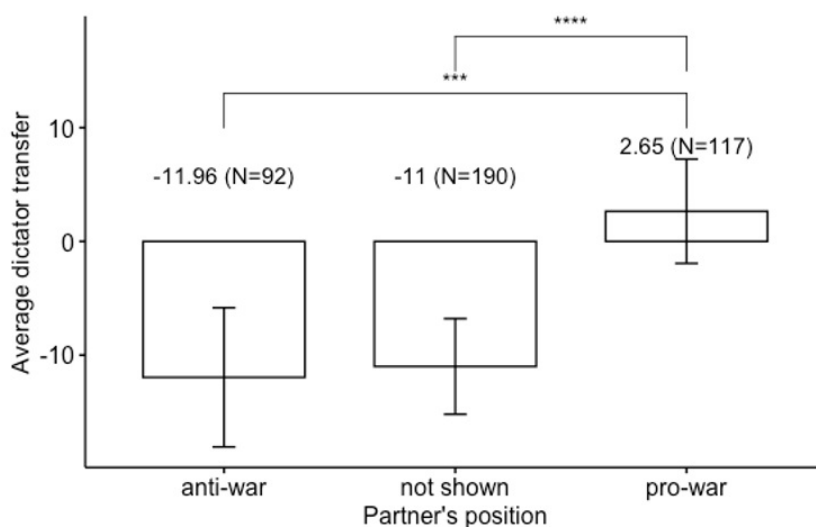 ****
***
10
2.65 (N=117)
-11.96 (N=92)
-11 (N=190)
0
-10
Average dictator transfer
anti-war
not shown
pro-war
Partner's position